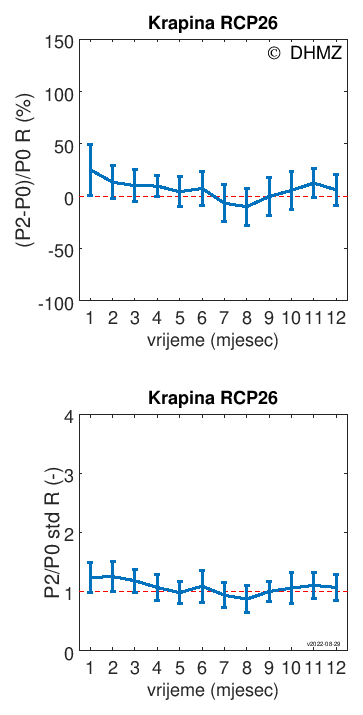 Krapina RCP26
© DHMZ
(P2-P0)/P0 R (%)
150
100
50
0
-50
-100
1 2 3 4 5 6 7 8 9 10 11 12
vrijeme (mjesec)
Krapina RCP26
P2/P0 std R (-)
4
3
2
1
0
v2022-08-29
1 2 3 4 5 6 7 8 9 10 11 12
vrijeme (mjesec)